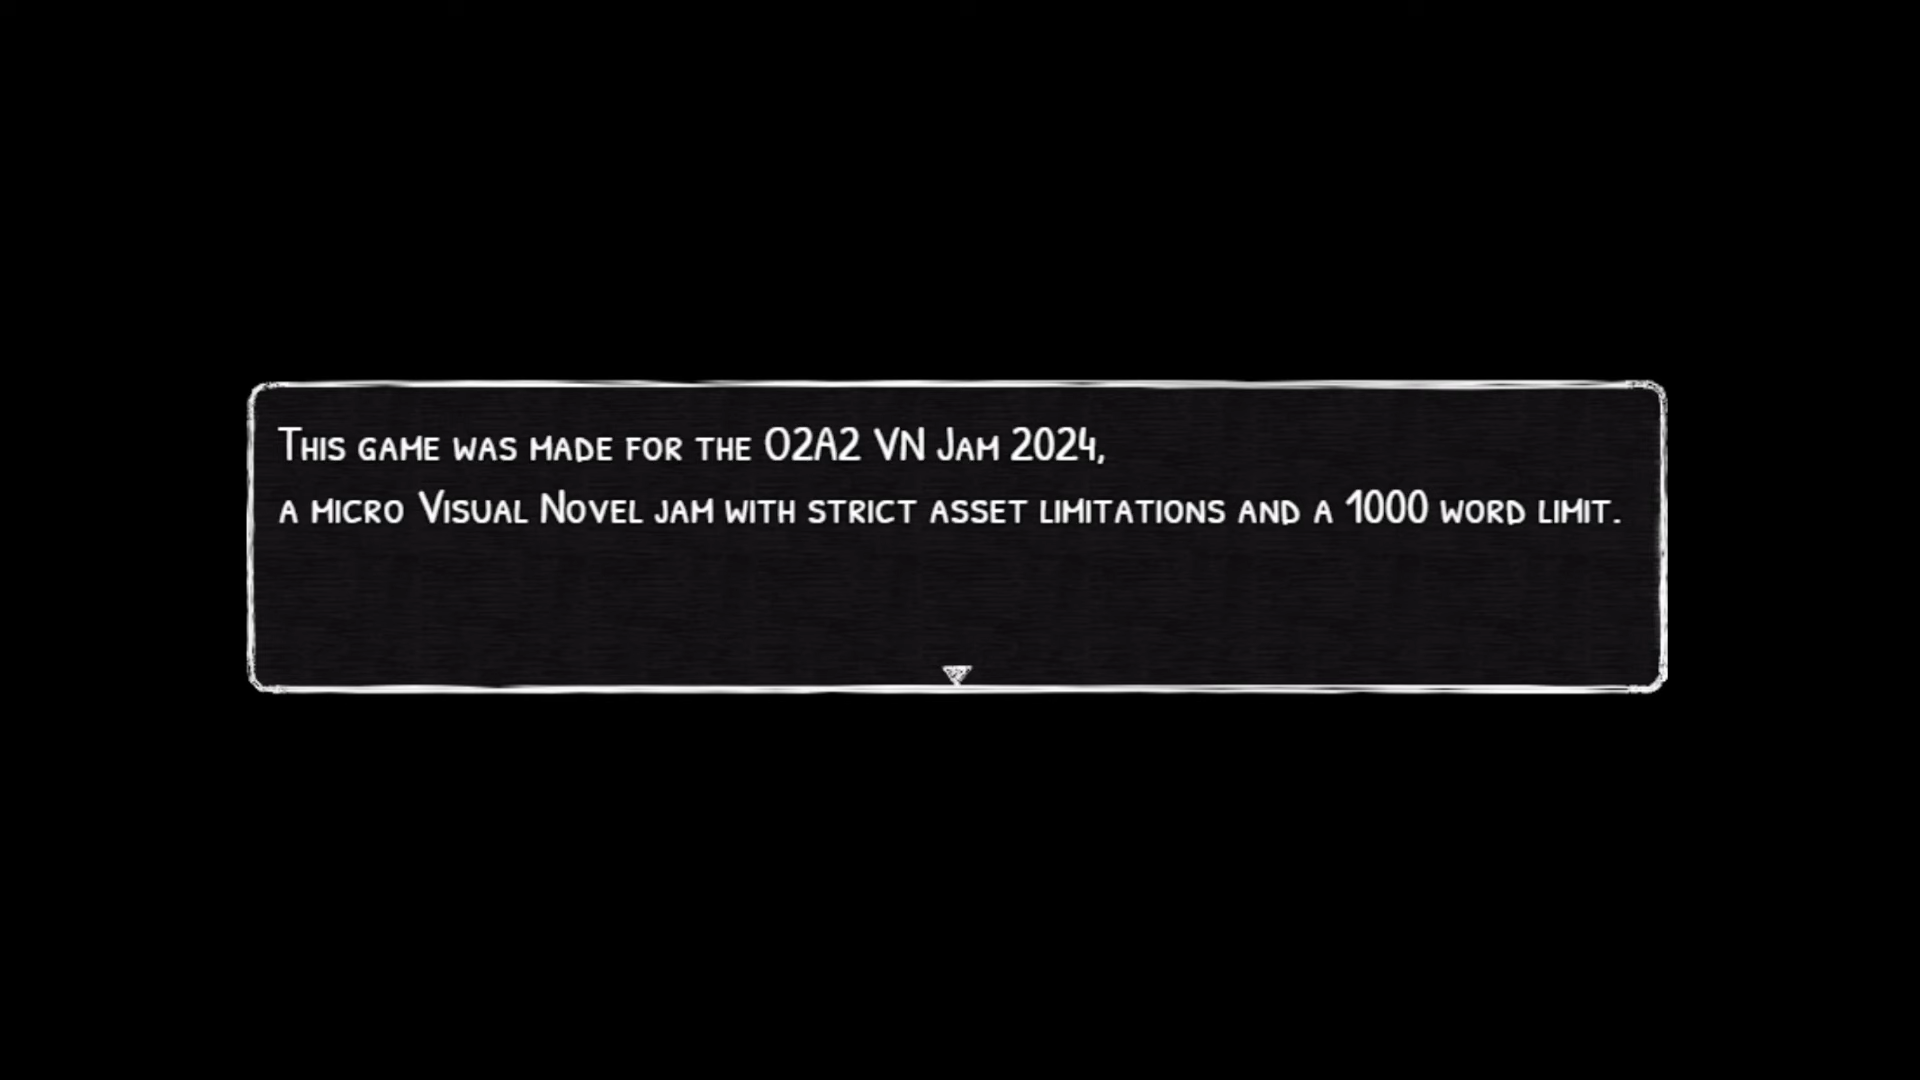 This game was made for the O2A2 VN Jam 2024,
a micro Visual Novel jam with strict asset limitations and a 1000 word limit.